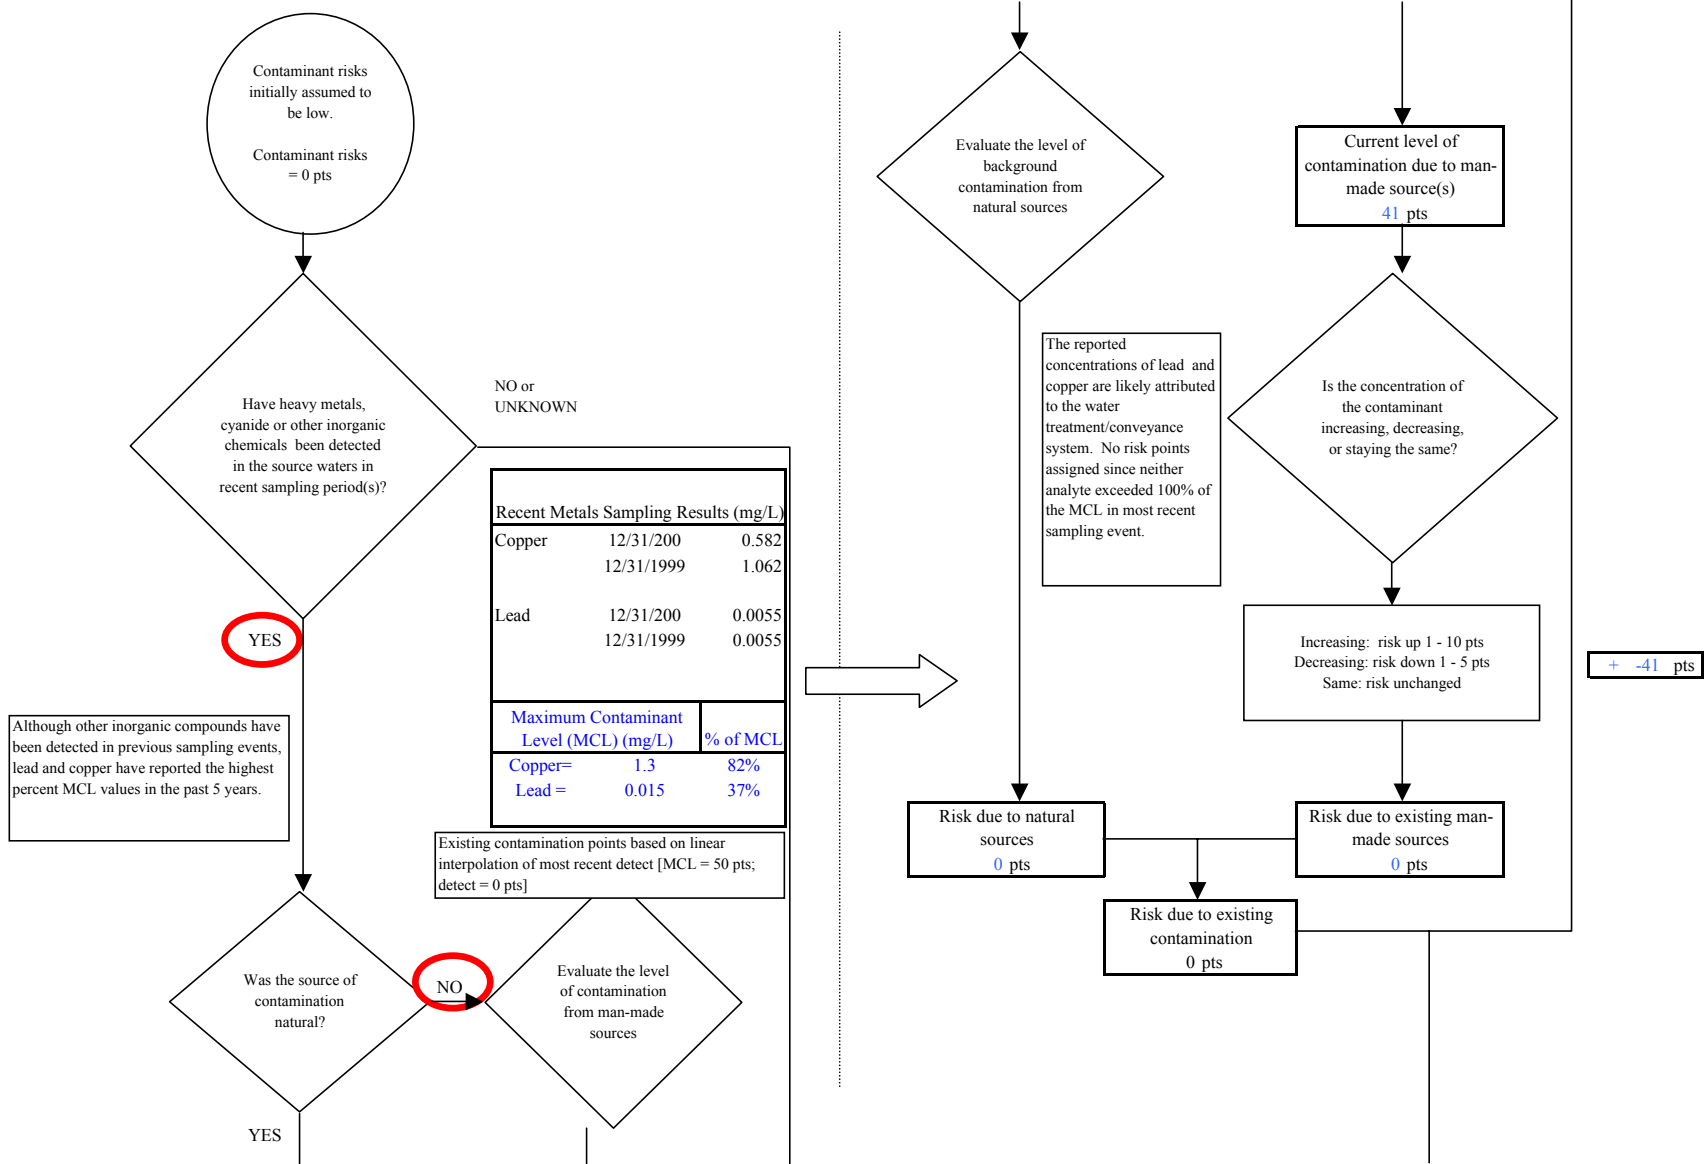 Contaminant risks
initially assumed to
be low.
Contaminant risks
= 0 pts
Have heavy metals,
cyanide or other inorganic
chemicals been detected
in the source waters in
recent sampling period(s)?
NO or
UNKNOWN
YES
Recent Metals Sampling Results (mg/L)
Copper 12/31/200 0.582
12/31/1999 1.062
Lead 12/31/200 0.0055
12/31/1999 0.0055
Maximum Contaminant
Level (MCL) (mg/L) % of MCL
Copper= 1.3 82%
Lead = 0.015 37%
Although other inorganic compounds have
been detected in previous sampling events,
lead and copper have reported the highest
percent MCL values in the past 5 years.
Existing contamination points based on linear
interpolation of most recent detect [MCL = 50 pts;
detect = 0 pts]
Was the source of
contamination
natural?
NO
Evaluate the level
of contamination
from man-made
sources
YES
Evaluate the level of
background
contamination from
natural sources
The reported
concentrations of lead and
copper are likely attributed
to the water
treatment/conveyance
system. No risk points
assigned since neither
analyte exceeded 100% of
the MCL in most recent
sampling event.
Current level of
contamination due to man-
made source(s)
41 pts
Is the concentration of
the contaminant
increasing, decreasing,
or staying the same?
Increasing: risk up 1 - 10 pts
Decreasing: risk down 1 - 5 pts
Same: risk unchanged
+ -41 pts
Risk due to natural
sources
0 pts
Risk due to existing man-
made sources
0 pts
Risk due to existing
contamination
0 pts